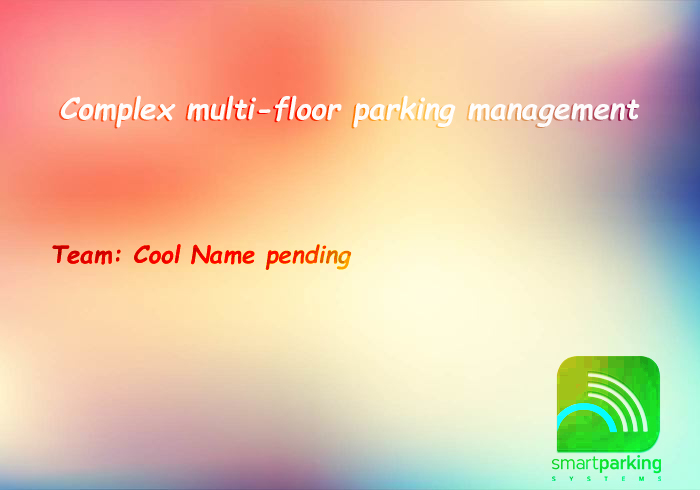 Complex multi-floor parking management
Team: Cool Name pending
smartparking
SYSTEMS